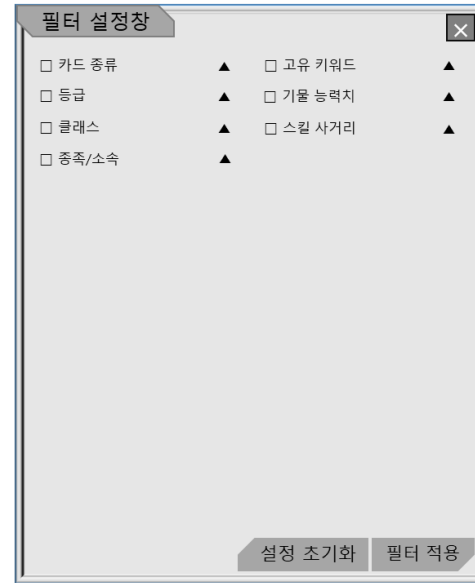 필터 설정창
□ 카드 종류 ▲
□ 등급 ▲
□ 클래스 ▲
□ 종족/소속 ▲
□ 고유 키워드 ▲
□ 기물 능력치 ▲
□ 스킬 사거리 ▲
설정 초기화
필터 적용